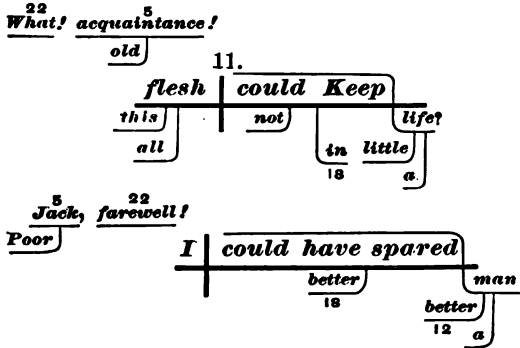 22 5
What! acquaintance!
old
11.
flesh could Keep
this not life?
all in little
18 a
5 22
Jack, farewell!
Poor
I could have spared
better man
18 better
12 a